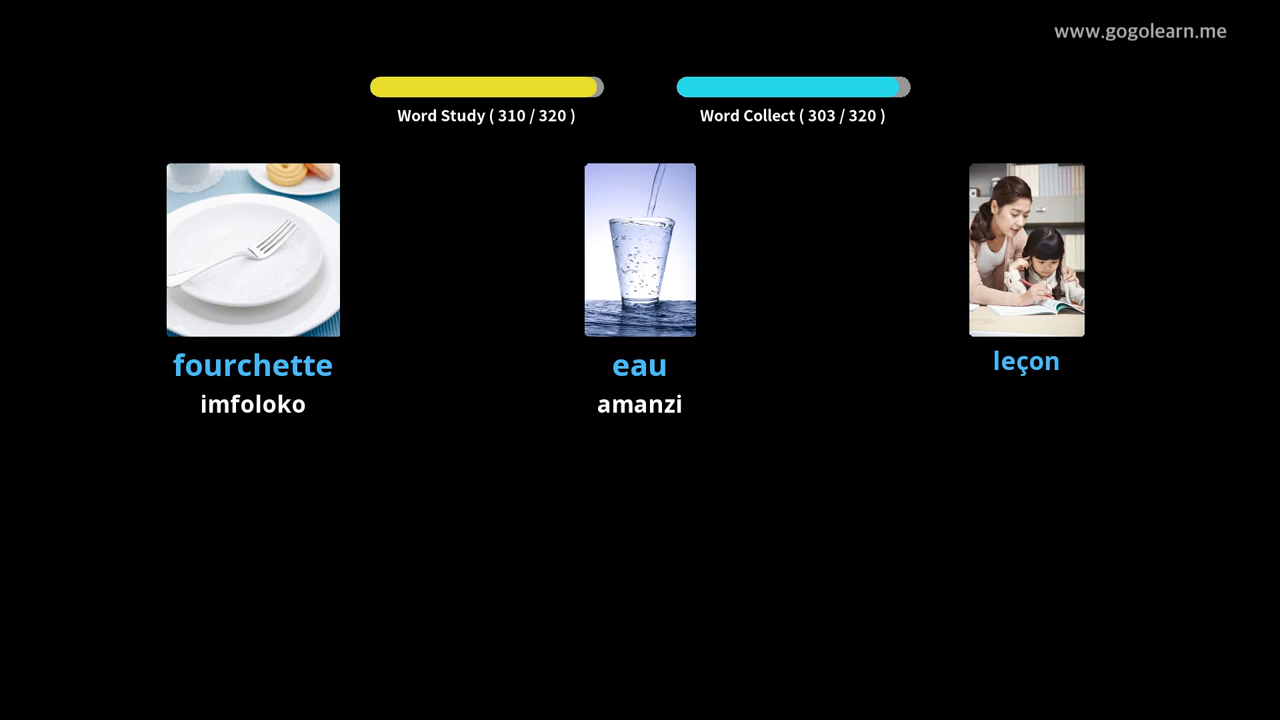 www.gogolearn.me
Word Study ( 310 / 320 )
Word Collect ( 303 / 320 )
fourchette
imfoloko
eau
amanzi
leçon